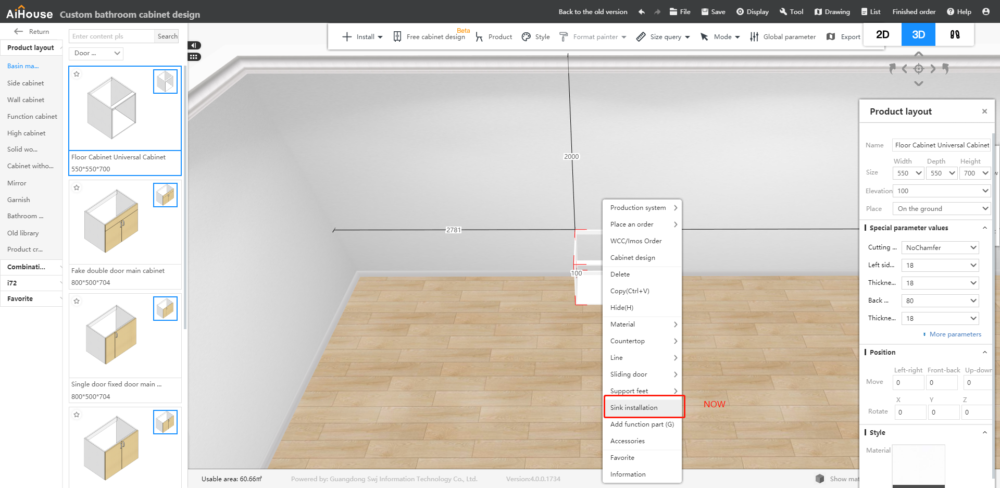 AiHouse Custom bathroom cabinet design
Back to the old version File Save Display Tool Drawing List Finished order Help
Return
Product layout
Basin ma...
Side cabinet
Wall cabinet
Function cabinet
High cabinet
Solid wo...
Cabinet witho...
Mirror
Garnish
Bathroom ...
Old library
Product cr...
Combinati...
i72
Favorite
Enter content pls Search
Door ...
Floor Cabinet Universal Cabinet
550*550*700
Fake double door main cabinet
800*500*704
Single door fixed door main ...
800*500*704
Install Free cabinet design Beta Product Style Format painter Size query Mode Global parameter Export
2D 3D
2000
2781
100
Production system
Place an order
WCC/Imos Order
Cabinet design
Delete
Copy(Ctrl+V)
Hide(H)
Material
Countertop
Line
Sliding door
Support feet
Sink installation
NOW
Add function part (G)
Accessories
Favorite
Information
Product layout
Name Floor Cabinet Universal Cabinet
Width Depth Height
Size 550 550 700
Elevation 100
Place On the ground
Special parameter values
Cutting ... NoChamfer
Left sid... 18
Thickne... 18
Back ... 80
Thickne... 18
More parameters
Position
Left-right Front-back Up-down
Move 0 0 0
X Y Z
Rotate 0 0 0
Style
Material
Usable area: 60.66㎡ Powered by: Guangdong Swj Information Technology Co., Ltd. Version:4.0.0.1734
Show mat